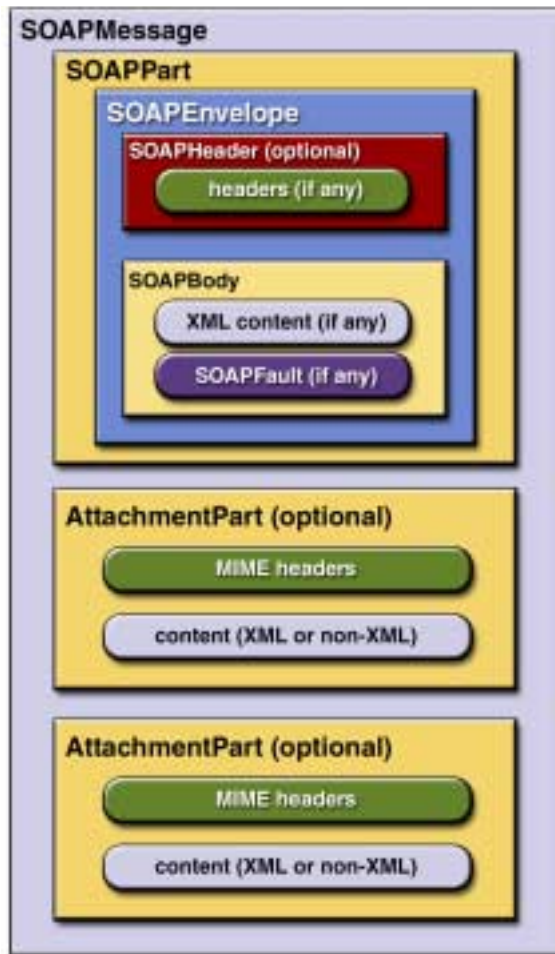 SOAPMessage
SOAPPart
SOAPEnvelope
SOAPHeader (optional)
headers (if any)
SOAPBody
XML content (if any)
SOAPFault (if any)
AttachmentPart (optional)
MIME headers
content (XML or non-XML)
AttachmentPart (optional)
MIME headers
content (XML or non-XML)